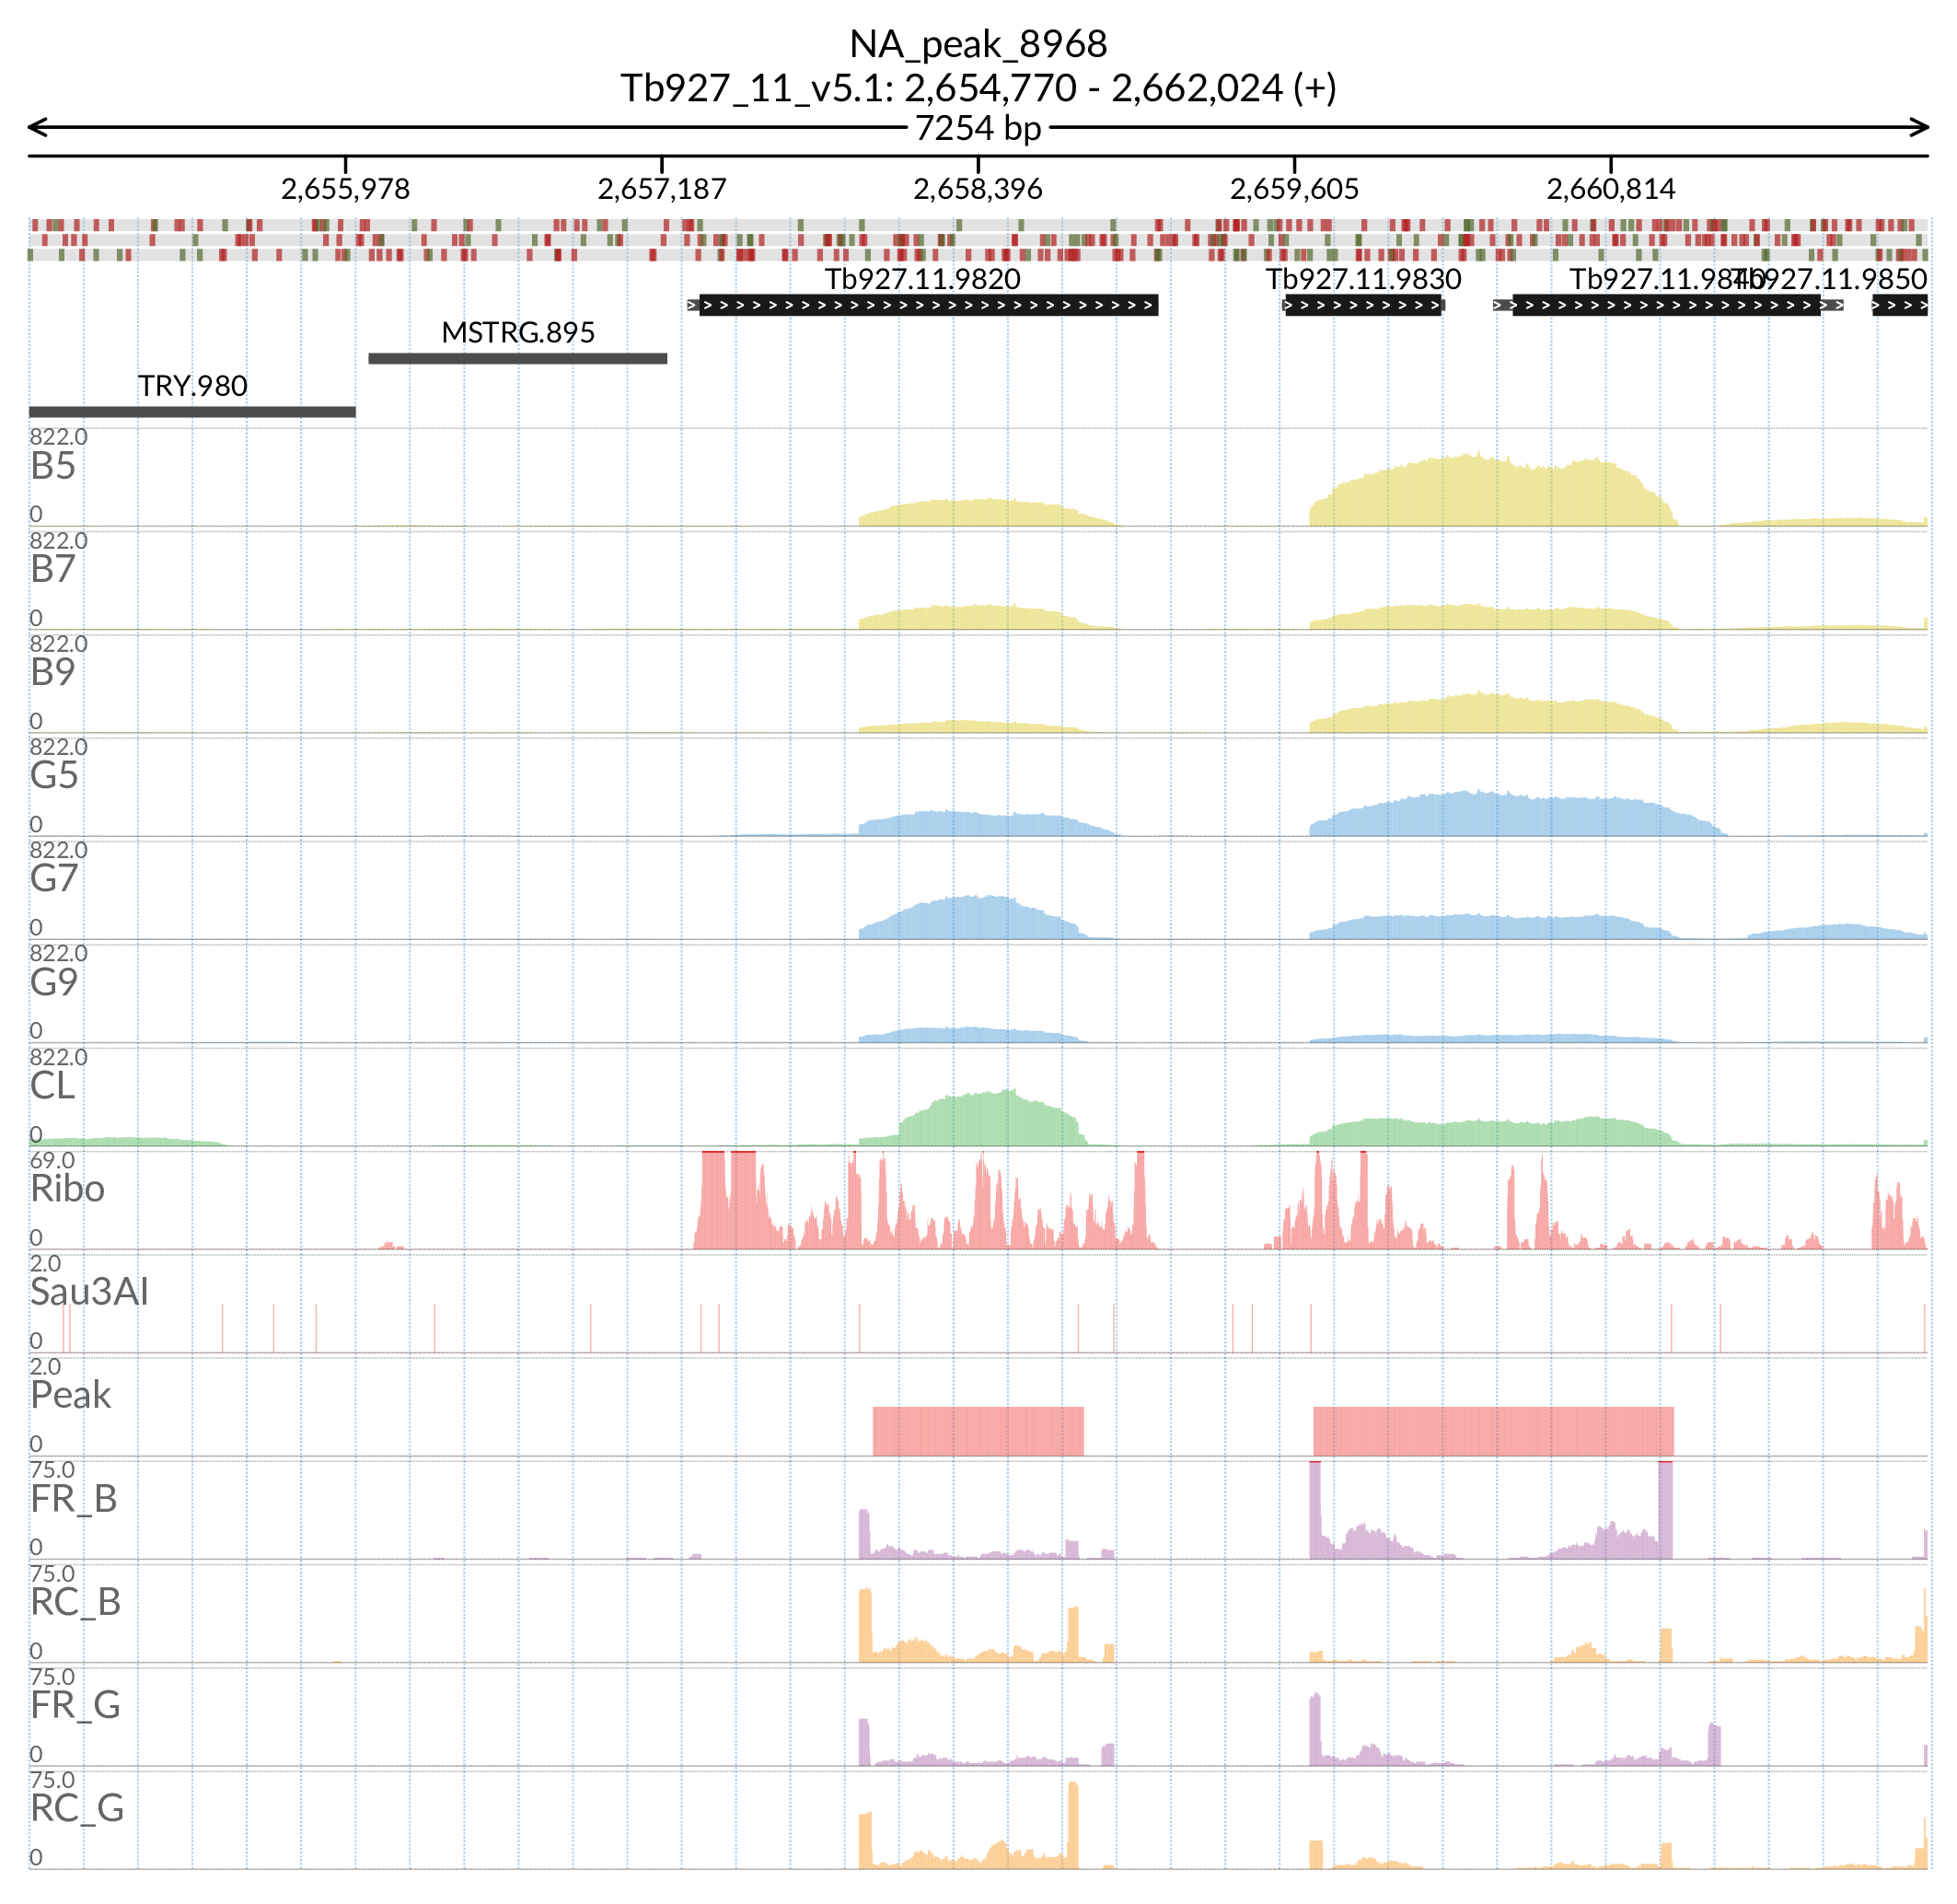 NA_peak_8968
Tb927_11_v5.1: 2,654,770 - 2,662,024 (+)
7254 bp
2,655,978 2,657,187 2,658,396 2,659,605 2,660,814
Tb927.11.9820 Tb927.11.9830 Tb927.11.9840 Tb927.11.9850
MSTRG.895
TRY.980
822.0
B5
0
822.0
B7
0
822.0
B9
0
822.0
G5
0
822.0
G7
0
822.0
G9
0
822.0
CL
0
69.0
Ribo
0
2.0
Sau3AI
0
2.0
Peak
0
75.0
FR_B
0
75.0
RC_B
0
75.0
FR_G
0
75.0
RC_G
0